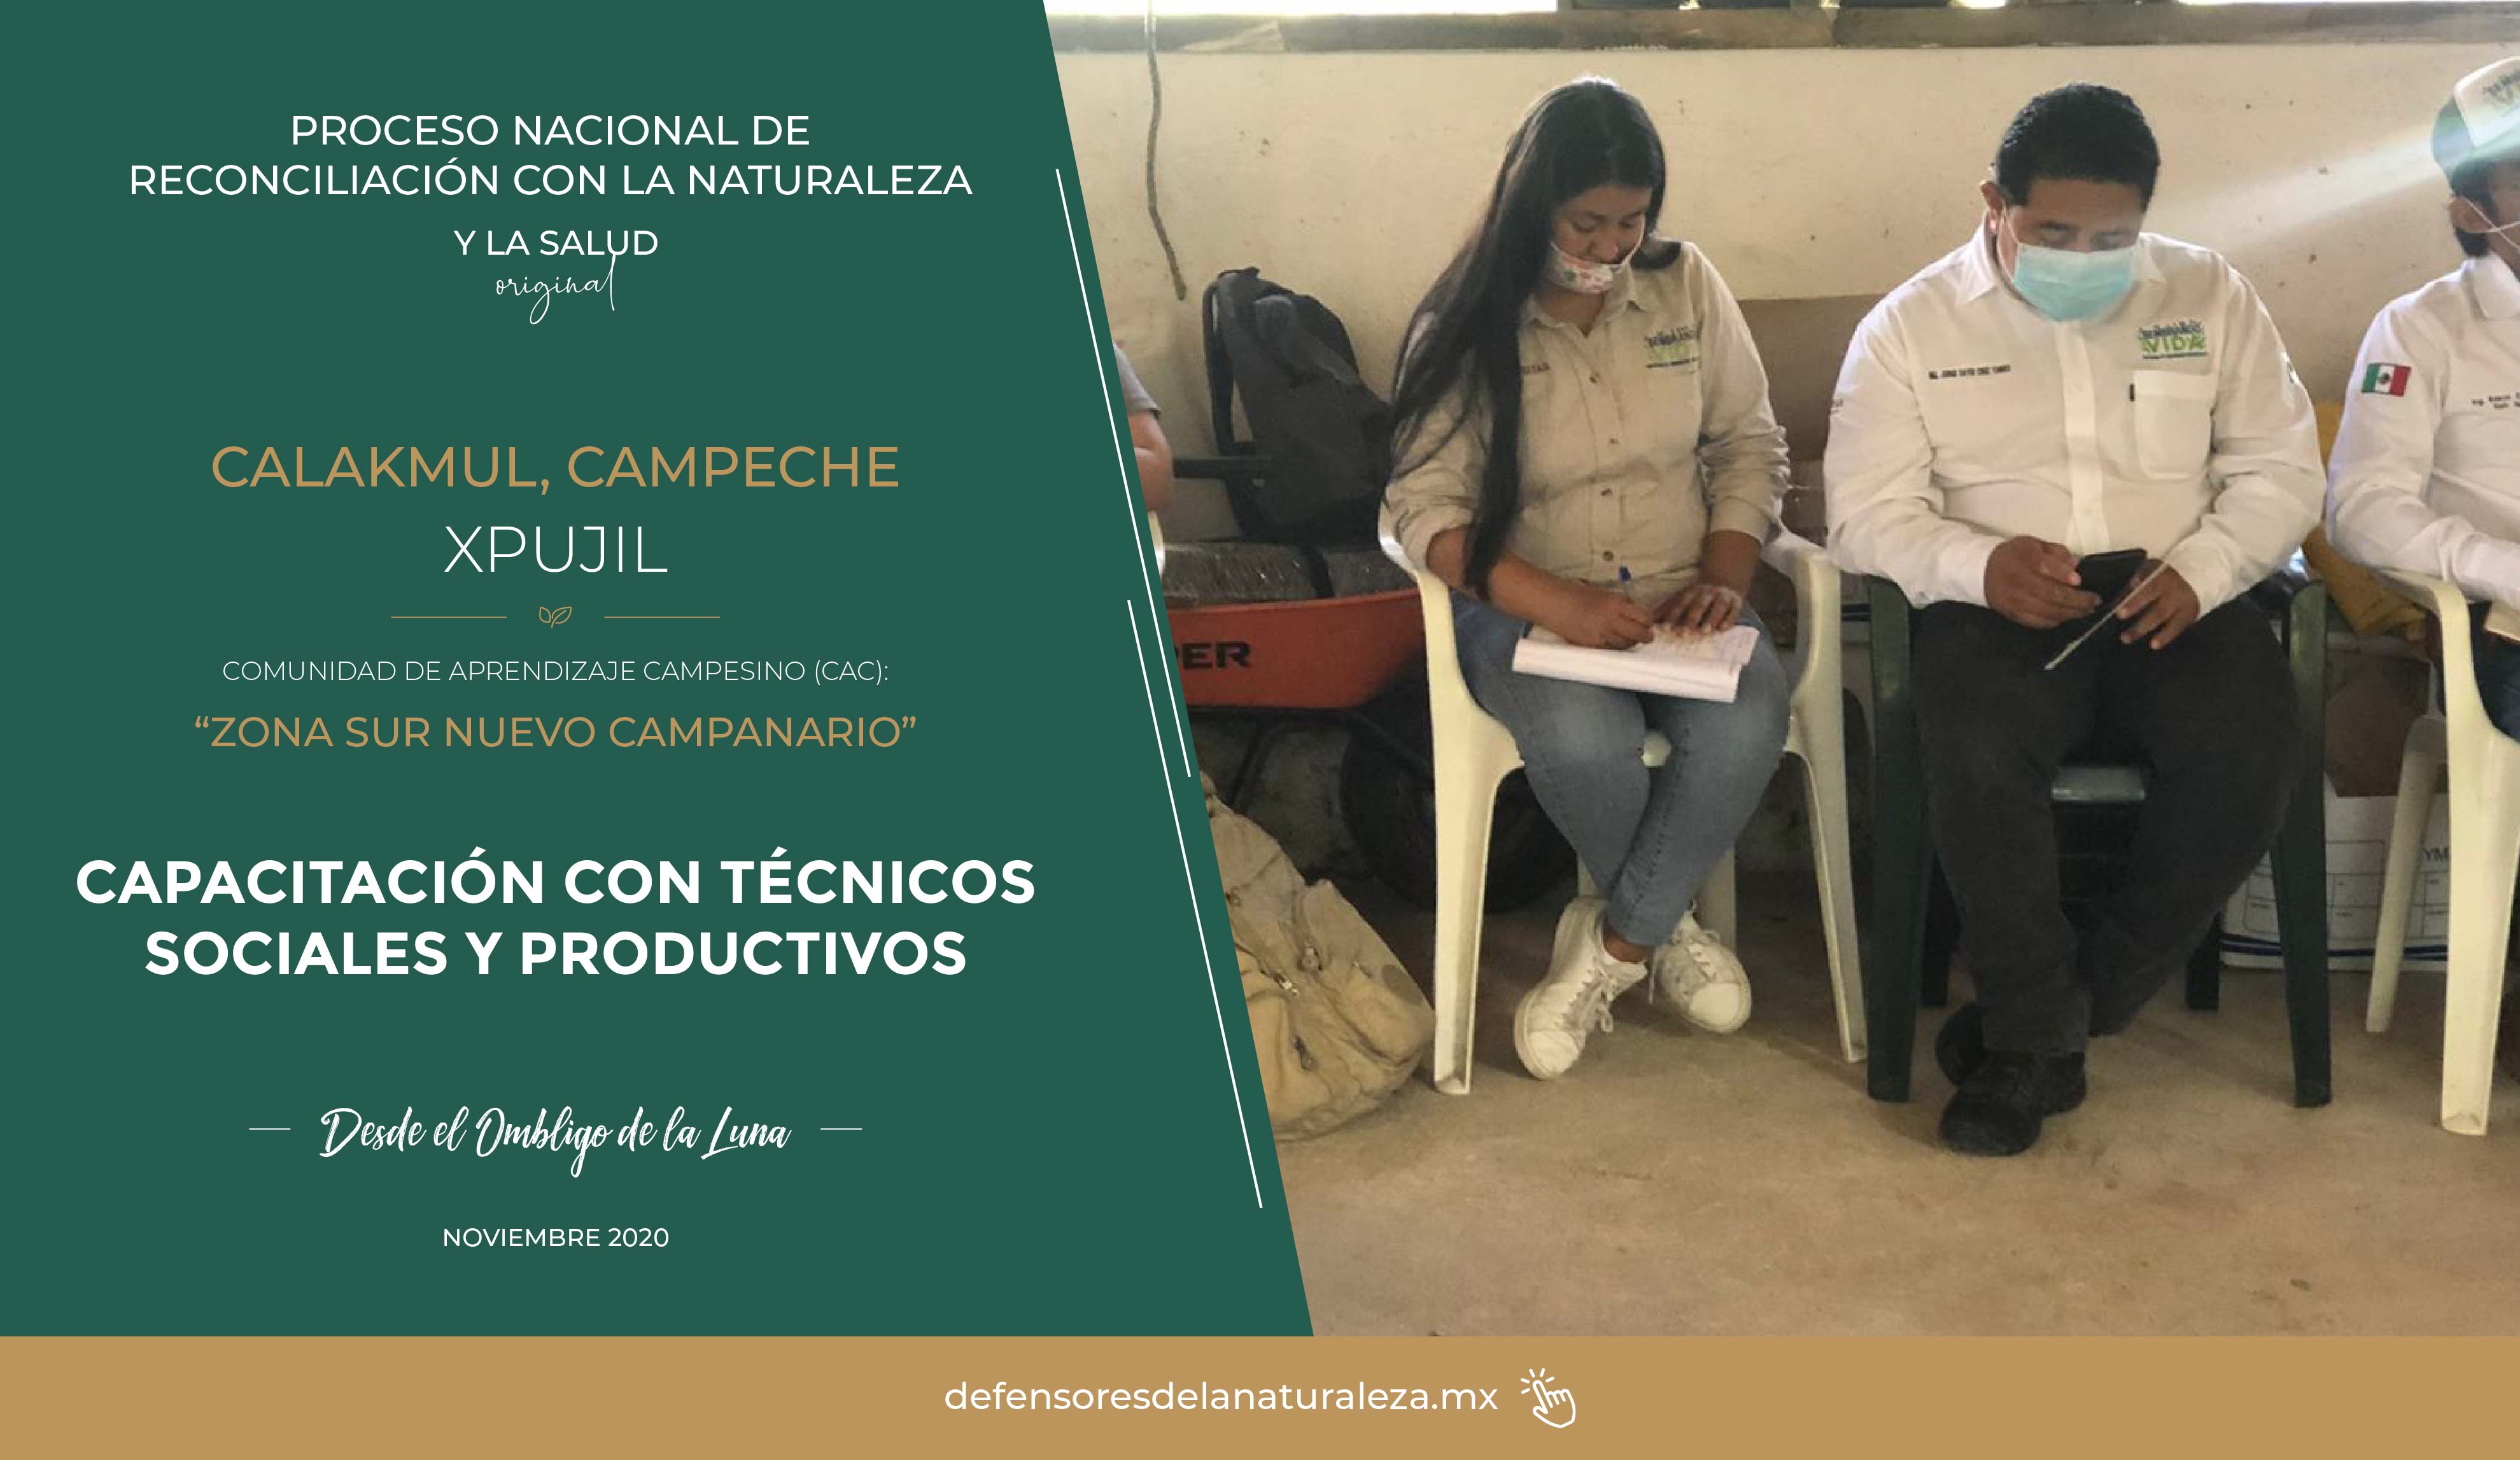 PROCESO NACIONAL DE
RECONCILIACIÓN CON LA NATURALEZA
Y LA SALUD
original
CALAKMUL, CAMPECHE
XPUJIL
COMUNIDAD DE APRENDIZAJE CAMPESINO (CAC):
“ZONA SUR NUEVO CAMPANARIO”
CAPACITACIÓN CON TÉCNICOS
SOCIALES Y PRODUCTIVOS
Desde el Ombligo de la Luna
NOVIEMBRE 2020
VIDA
defensoresdelanaturaleza.mx